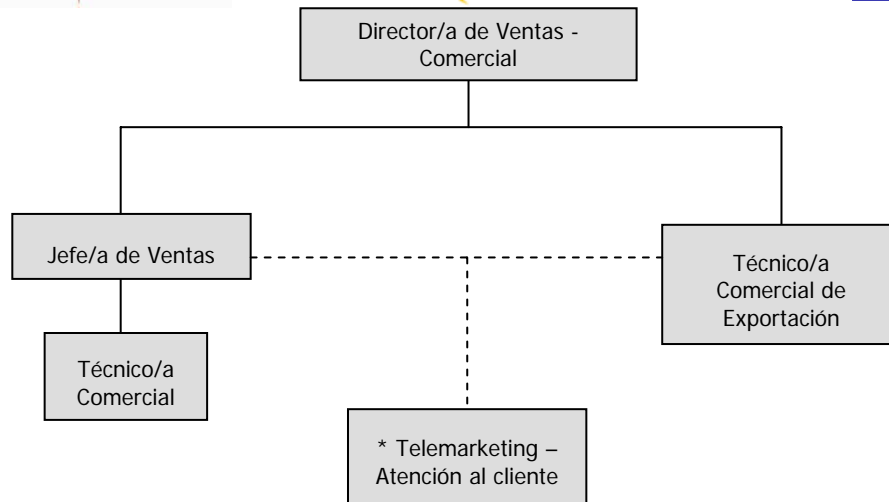 Director/a de Ventas -
Comercial
Jefe/a de Ventas
Técnico/a
Comercial de
Exportación
Técnico/a
Comercial
* Telemarketing –
Atención al cliente